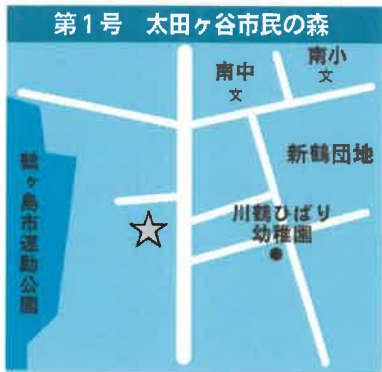 第1号 太田ヶ谷市民の森
南小
文
南中
文
新鶴団地
鶴ヶ島市運動公園
川鶴ひばり
幼稚園